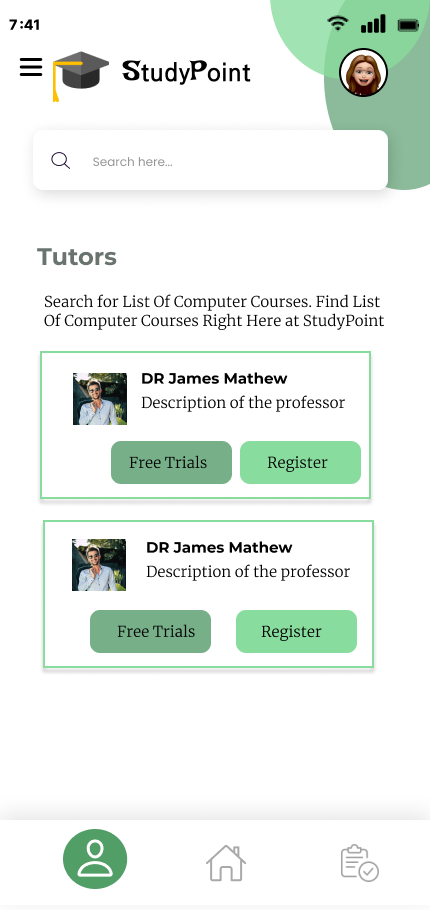 7:41
StudyPoint
Search here...
Tutors
Search for List Of Computer Courses. Find List
Of Computer Courses Right Here at StudyPoint
DR James Mathew
Description of the professor
Free Trials
Register
DR James Mathew
Description of the professor
Free Trials
Register